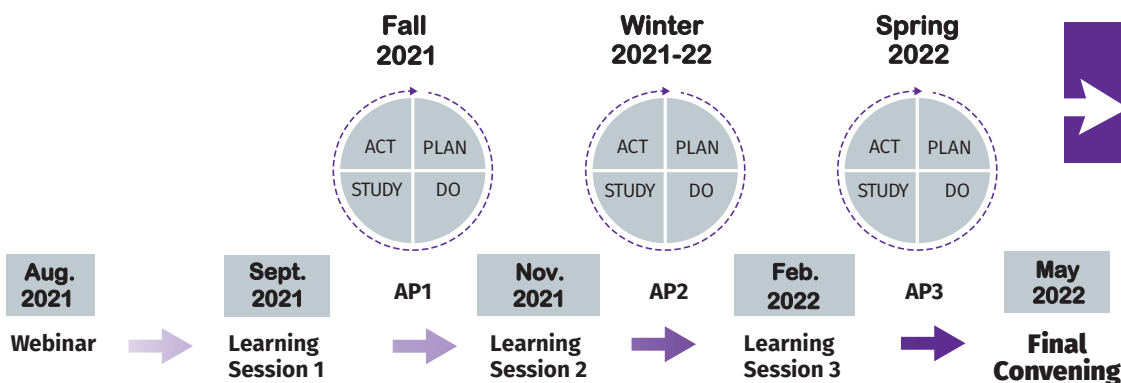 Fall
2021
Winter
2021-22
Spring
2022
ACT PLAN
STUDY DO
ACT PLAN
STUDY DO
ACT PLAN
STUDY DO
Aug.
2021
Sept.
2021
AP1
Nov.
2021
AP2
Feb.
2022
AP3
May
2022
Webinar
Learning
Session 1
Learning
Session 2
Learning
Session 3
Final
Convening